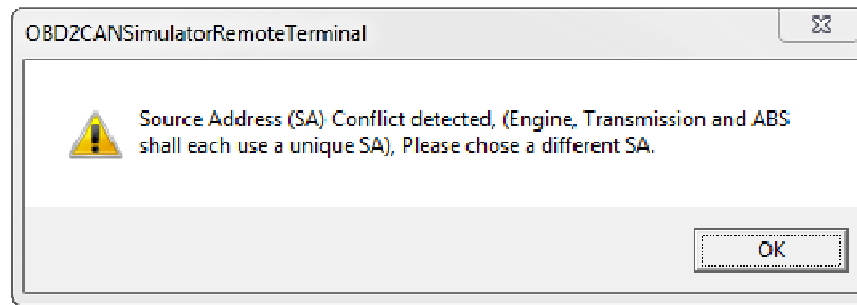 OBD2CANSimulatorRemoteTerminal
Source Address (SA) Conflict detected, (Engine, Transmission and ABS
shall each use a unique SA), Please chose a different SA.
OK